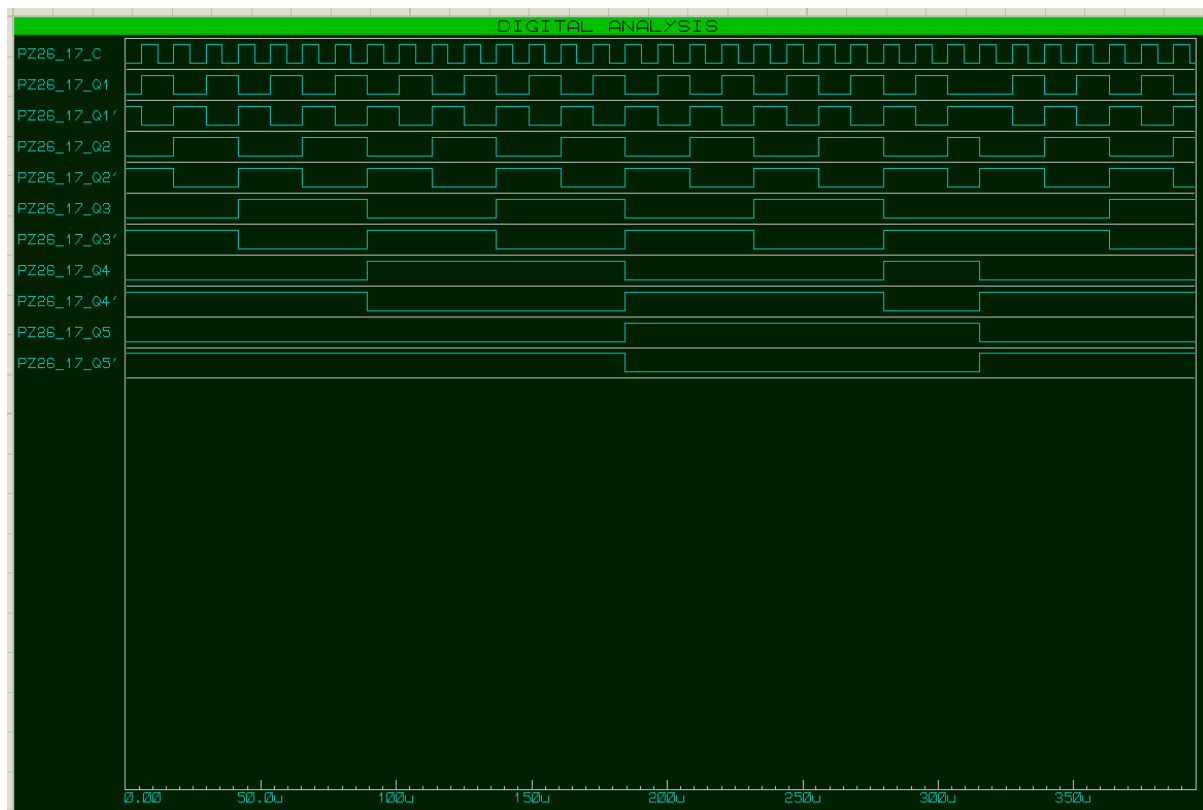 DIGITAL ANALYSIS
PZ26_17_C
PZ26_17_Q1
PZ26_17_Q1'
PZ26_17_Q2
PZ26_17_Q2'
PZ26_17_Q3
PZ26_17_Q3'
PZ26_17_Q4
PZ26_17_Q4'
PZ26_17_Q5
PZ26_17_Q5'
0.00 50.0u 100u 150u 200u 250u 300u 350u